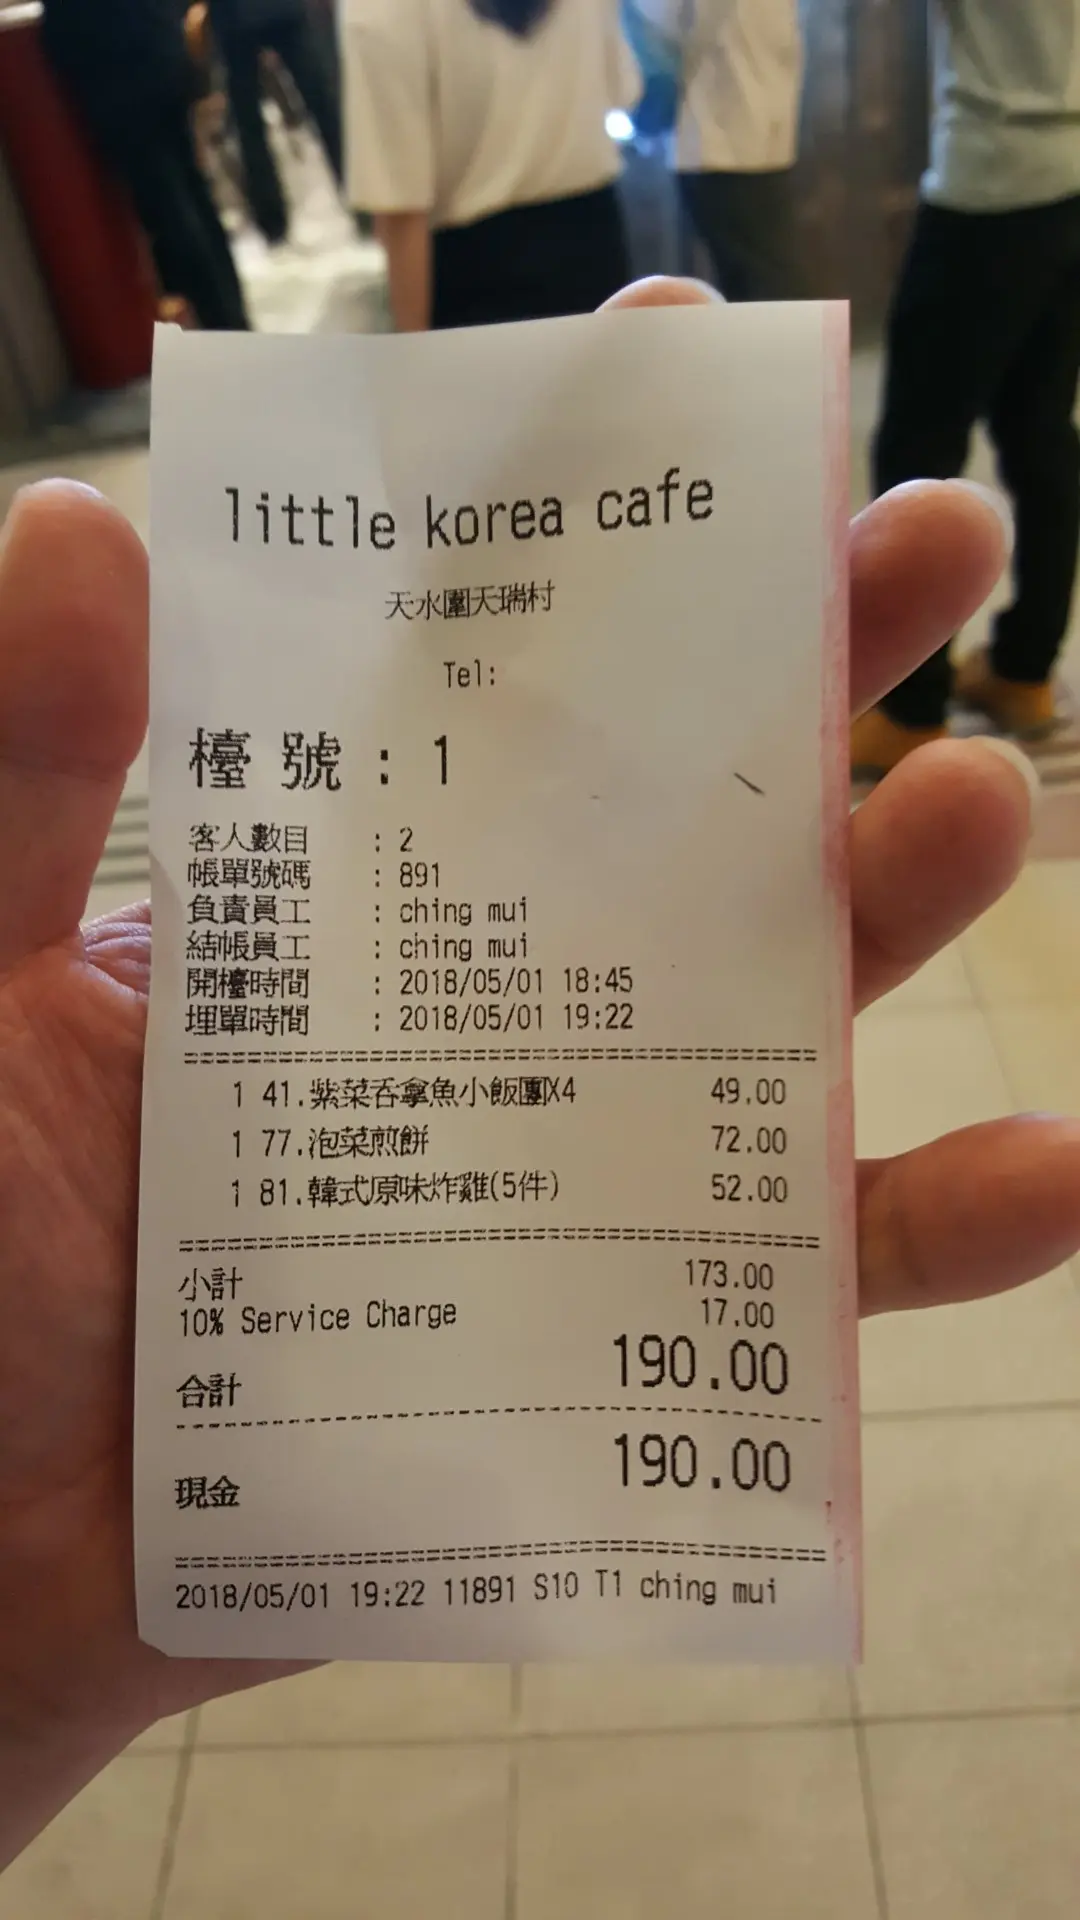 little korea cafe
天水圍天瑞村
Tel:
檯 號 : 1
客人數目 : 2
帳單號碼 : 891
負責員工 : ching mui
結帳員工 : ching mui
開檯時間 : 2018/05/01 18:45
埋單時間 : 2018/05/01 19:22
1 41.紫菜吞拿魚小飯團X4 49.00
1 77.泡菜煎餅 72.00
1 81.韓式原味炸雞(5件) 52.00
小計 173.00
10% Service Charge 17.00
合計 190.00
現金 190.00
2018/05/01 19:22 11891 S10 T1 ching mui